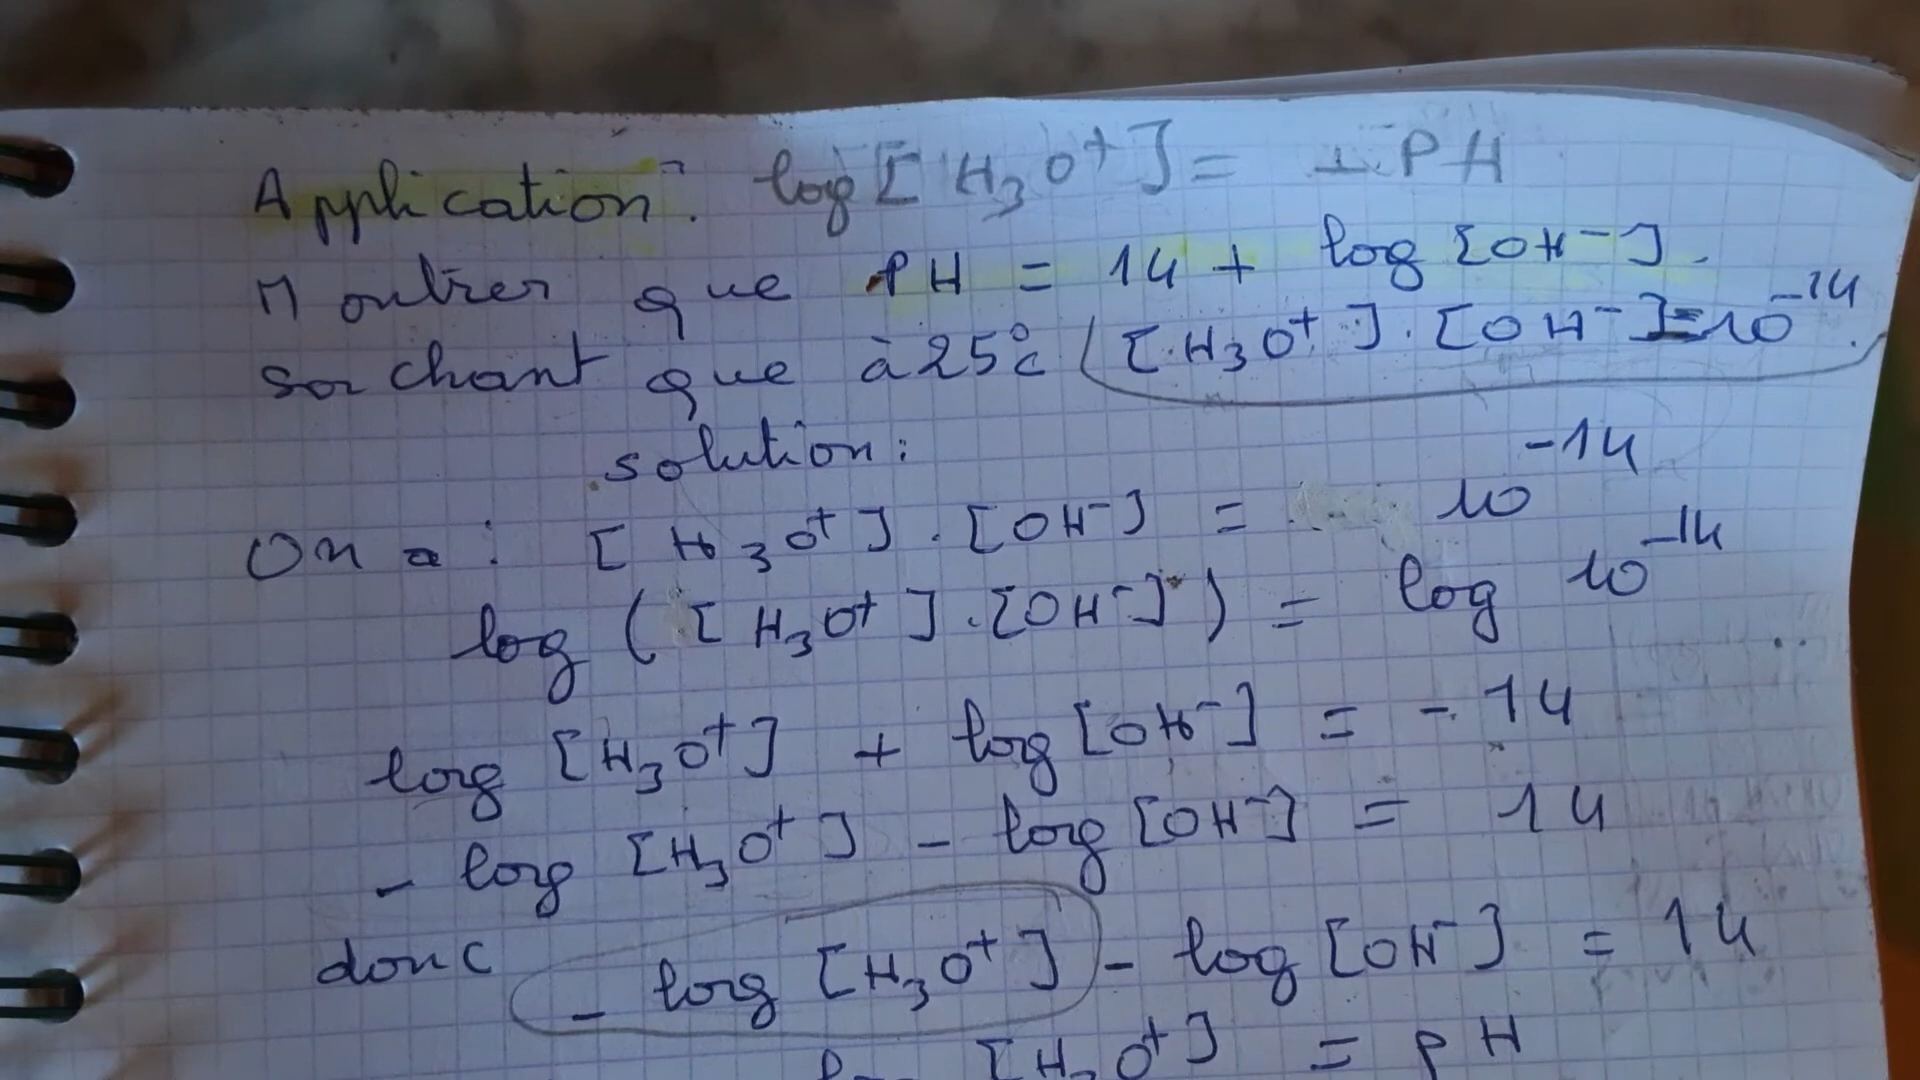 Application: log [H₃O⁺] = - PH
Montrer que PH = 14 + log [OH⁻].
sachant que à 25°c ([H₃O⁺].[OH⁻]=10⁻¹⁴.
solution:
On a : [H₃O⁺].[OH⁻] = 10⁻¹⁴
log ([H₃O⁺].[OH⁻]) = log 10⁻¹⁴
log [H₃O⁺] + log [OH⁻] = - 14
- log [H₃O⁺] - log [OH⁻] = 14
donc - log [H₃O⁺] - log [OH⁻] = 14
[H₃O⁺] = pH